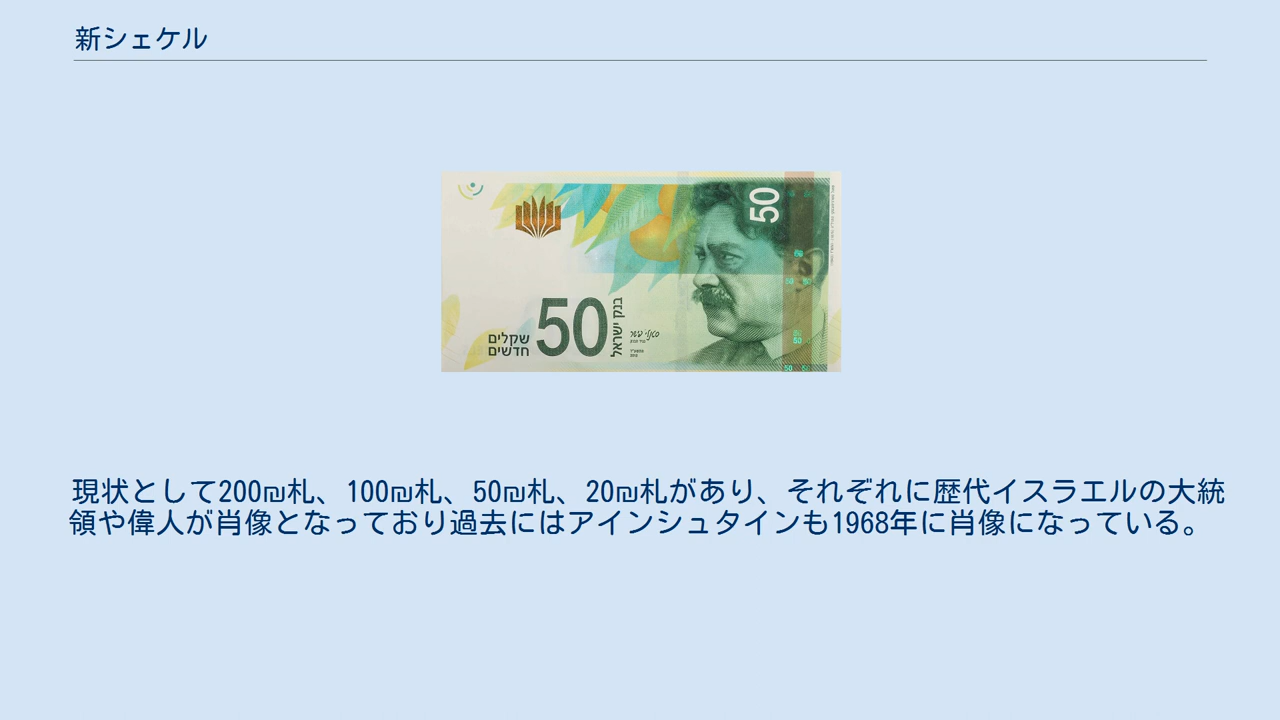 新シェケル
50
50
שקלים
חדשים
בנק ישראל
50
50
50
50
現状として200₪札、100₪札、50₪札、20₪札があり、それぞれに歴代イスラエルの大統
領や偉人が肖像となっており過去にはアインシュタインも1968年に肖像になっている。